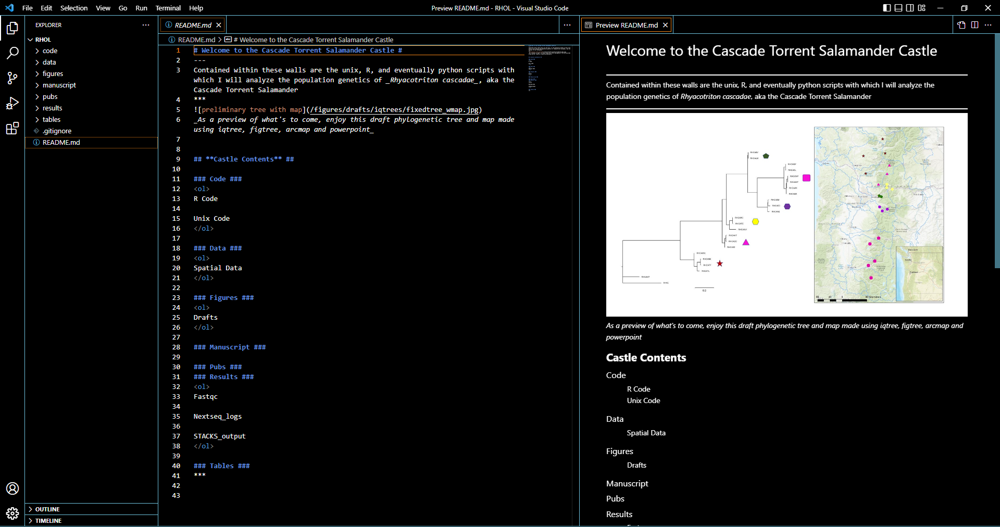 File Edit Selection View Go Run Terminal Help
Preview README.md - RHOL - Visual Studio Code
EXPLORER
RHOL
code
data
figures
manuscript
pubs
results
tables
.gitignore
README.md
OUTLINE
TIMELINE
README.md
README.md > # Welcome to the Cascade Torrent Salamander Castle
1 # Welcome to the Cascade Torrent Salamander Castle #
2 ---
3 Contained within these walls are the unix, R, and eventually python scripts with
which I will analyze the population genetics of _Rhyacotriton cascadae_, aka the
Cascade Torrent Salamander
4 ***
5 ![preliminary tree with map](/figures/drafts/iqtrees/fixedtree_wmap.jpg)
6 _As a preview of what's to come, enjoy this draft phylogenetic tree and map made
using iqtree, figtree, arcmap and powerpoint_
7
8
9 ## **Castle Contents** ##
10
11 ### Code ###
12 <ol>
13 R Code
14
15 Unix Code
16 </ol>
17
18 ### Data ###
19 <ol>
20 Spatial Data
21 </ol>
22
23 ### Figures ###
24 <ol>
25 Drafts
26 </ol>
27
28 ### Manuscript ###
29
30 ### Pubs ###
31 ### Results ###
32 <ol>
33 Fastqc
34
35 Nextseq_logs
36
37 STACKS_output
38 </ol>
39
40 ### Tables ###
41 ***
42
43
Preview README.md
Welcome to the Cascade Torrent Salamander Castle
Contained within these walls are the unix, R, and eventually python scripts with which I will analyze the
population genetics of Rhyacotriton cascadae, aka the Cascade Torrent Salamander
0.2
As a preview of what's to come, enjoy this draft phylogenetic tree and map made using iqtree, figtree, arcmap and
powerpoint
Castle Contents
Code
R Code
Unix Code
Data
Spatial Data
Figures
Drafts
Manuscript
Pubs
Results